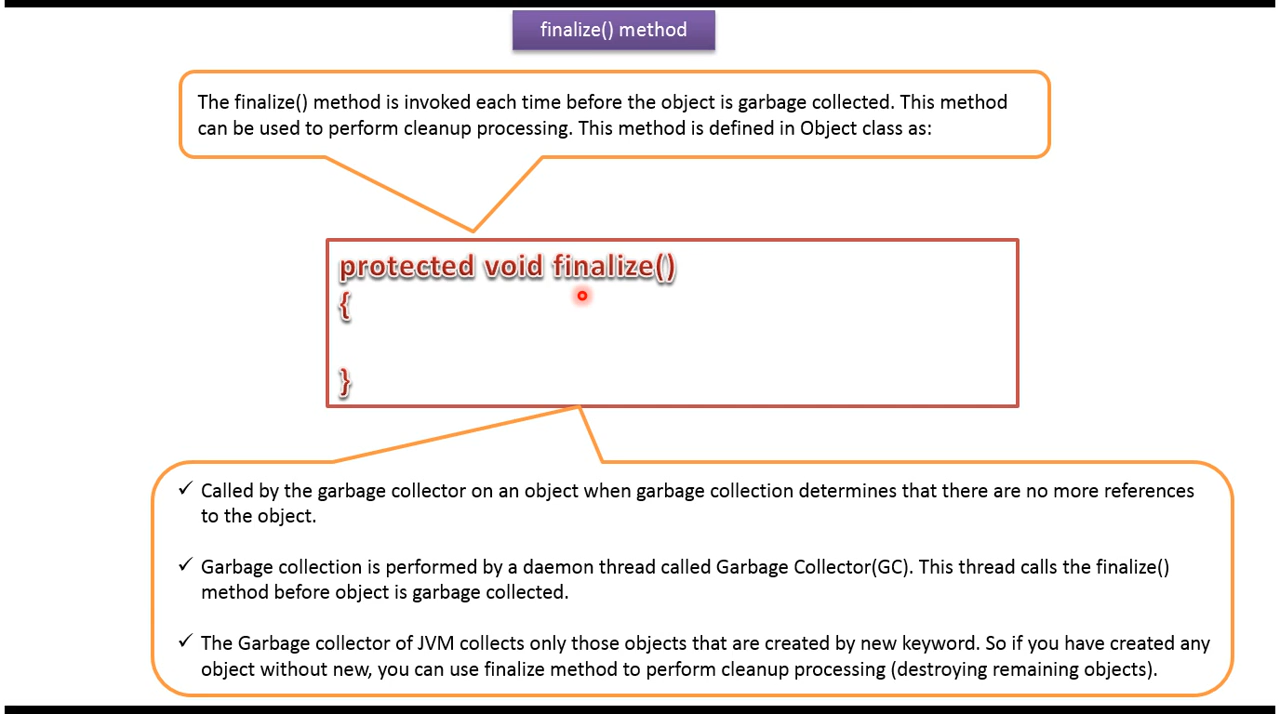 finalize() method
The finalize() method is invoked each time before the object is garbage collected. This method
can be used to perform cleanup processing. This method is defined in Object class as:
protected void finalize()
{
}
✓ Called by the garbage collector on an object when garbage collection determines that there are no more references
to the object.
✓ Garbage collection is performed by a daemon thread called Garbage Collector(GC). This thread calls the finalize()
method before object is garbage collected.
✓ The Garbage collector of JVM collects only those objects that are created by new keyword. So if you have created any
object without new, you can use finalize method to perform cleanup processing (destroying remaining objects).